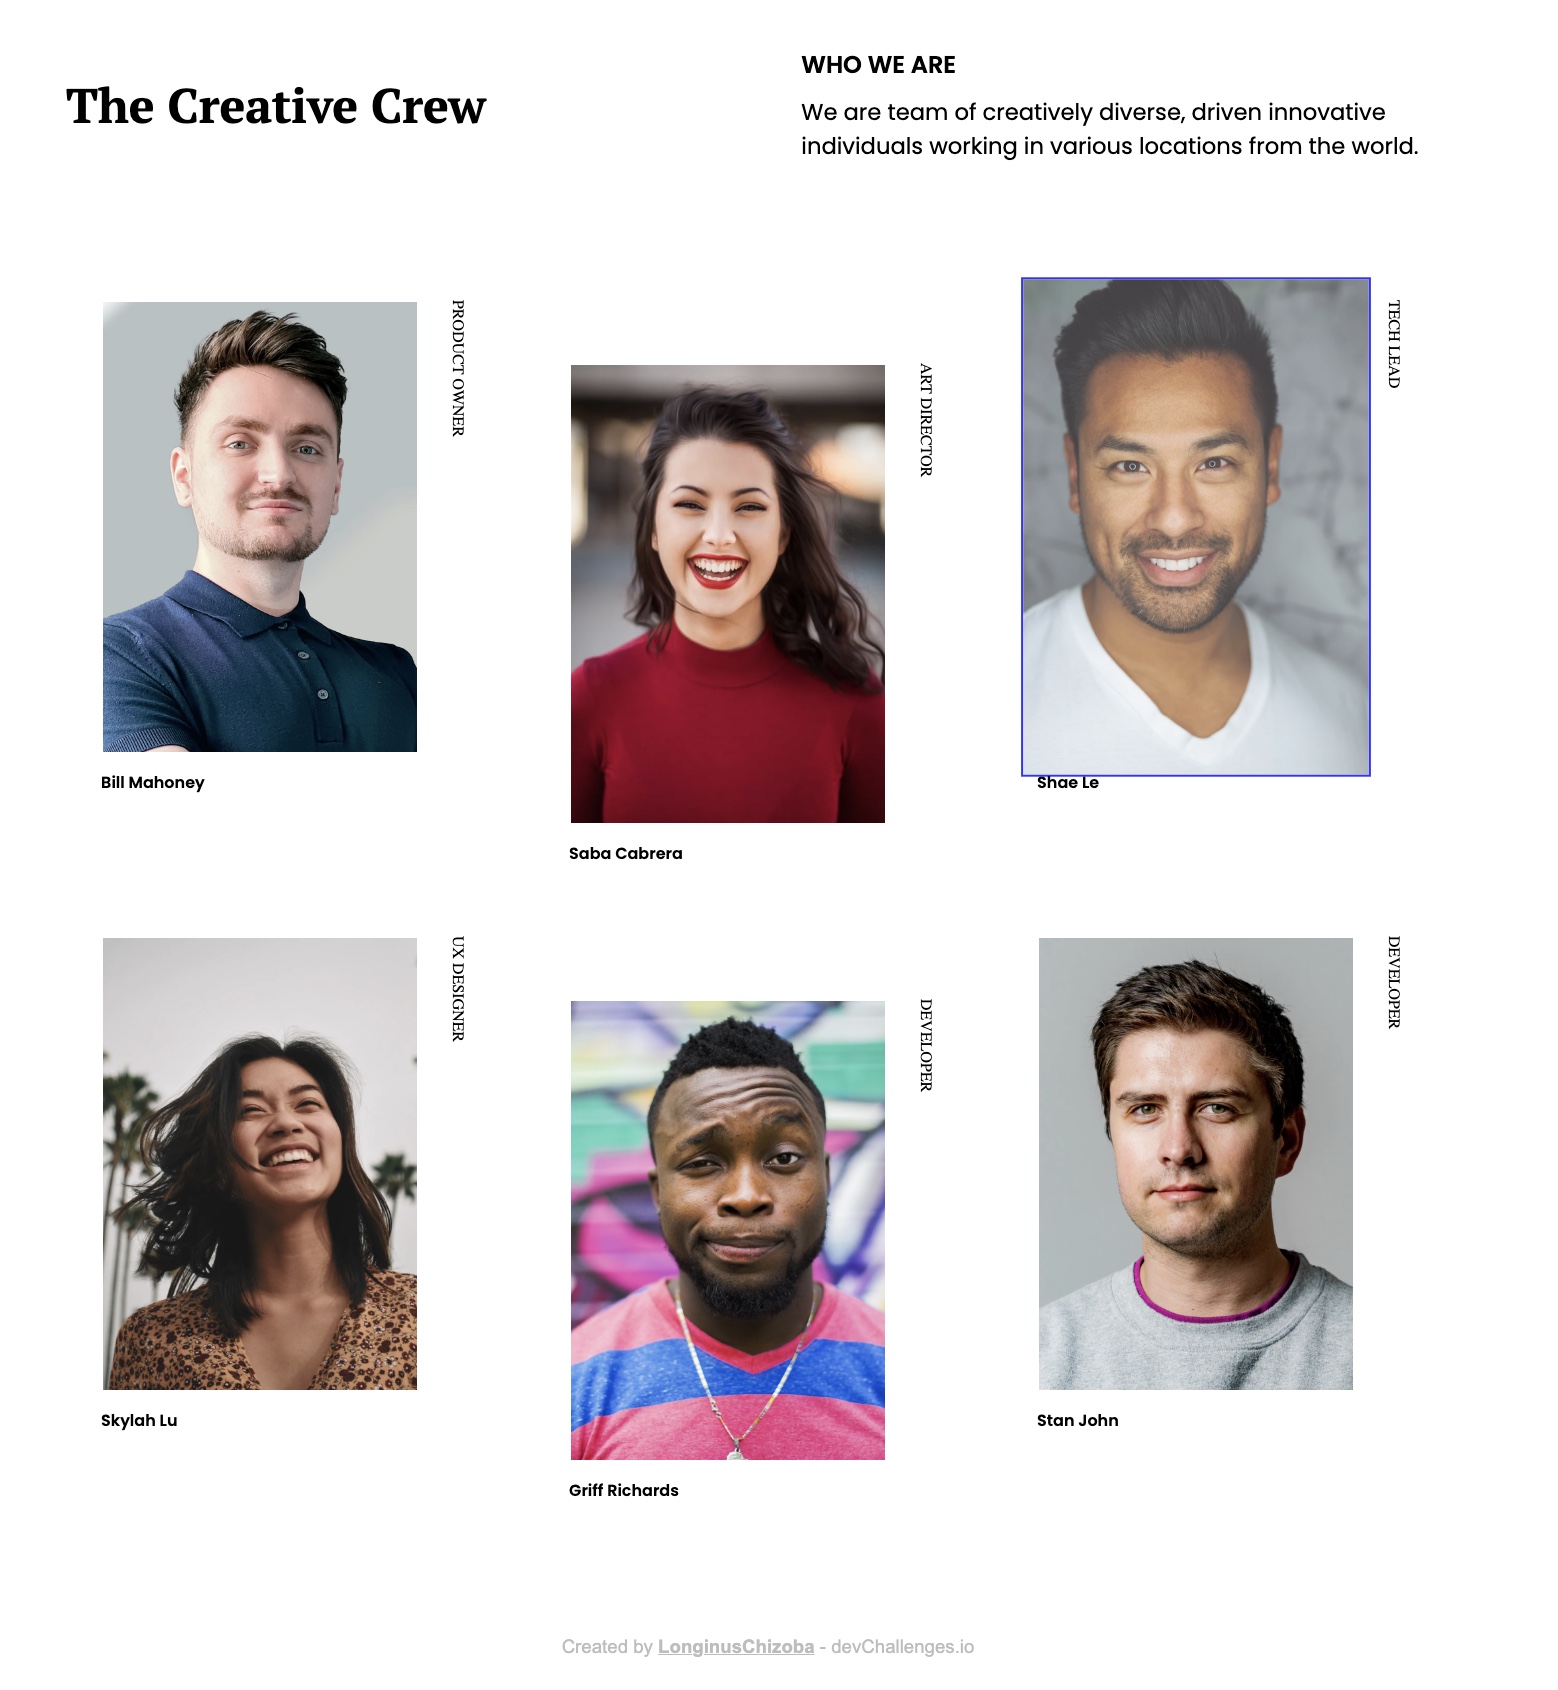 The Creative Crew
WHO WE ARE
We are team of creatively diverse, driven innovative
individuals working in various locations from the world.
PRODUCT OWNER
Bill Mahoney
ART DIRECTOR
Saba Cabrera
TECH LEAD
Shae Le
UX DESIGNER
Skylah Lu
DEVELOPER
Griff Richards
DEVELOPER
Stan John
Created by LonginusChizoba - devChallenges.io